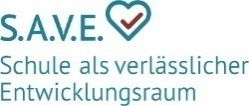 S.A.V.E.
Schule als verlässlicher
Entwicklungsraum